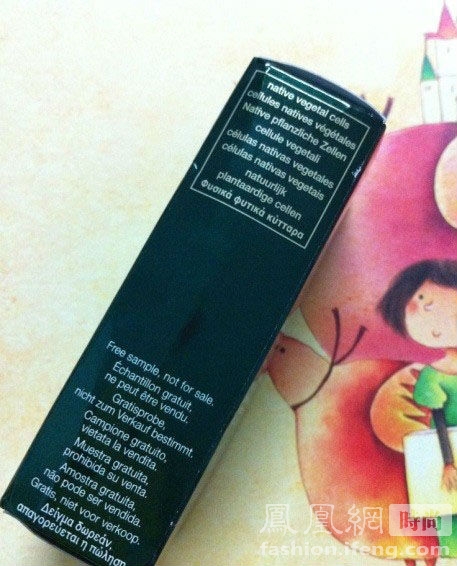 native vegetal cells
cellules natives végétales
Native pflanzliche Zellen
cellule vegetali
células nativas vegetales
células nativas vegetais
natuurlijk
plantaardige cellen
Φυσικά φυτικά κύτταρα
Free sample, not for sale.
Échantillon gratuit,
ne peut être vendu.
Gratisprobe,
nicht zum Verkauf bestimmt.
Campione gratuito,
vietata la vendita.
Muestra gratuita,
prohibida su venta.
Amostra gratuita,
não pode ser vendida.
Gratis, niet voor verkoop.
Δείγμα δωρεάν,
απαγορεύεται η πώληση
鳳凰網 時尚
fashion.ifeng.com